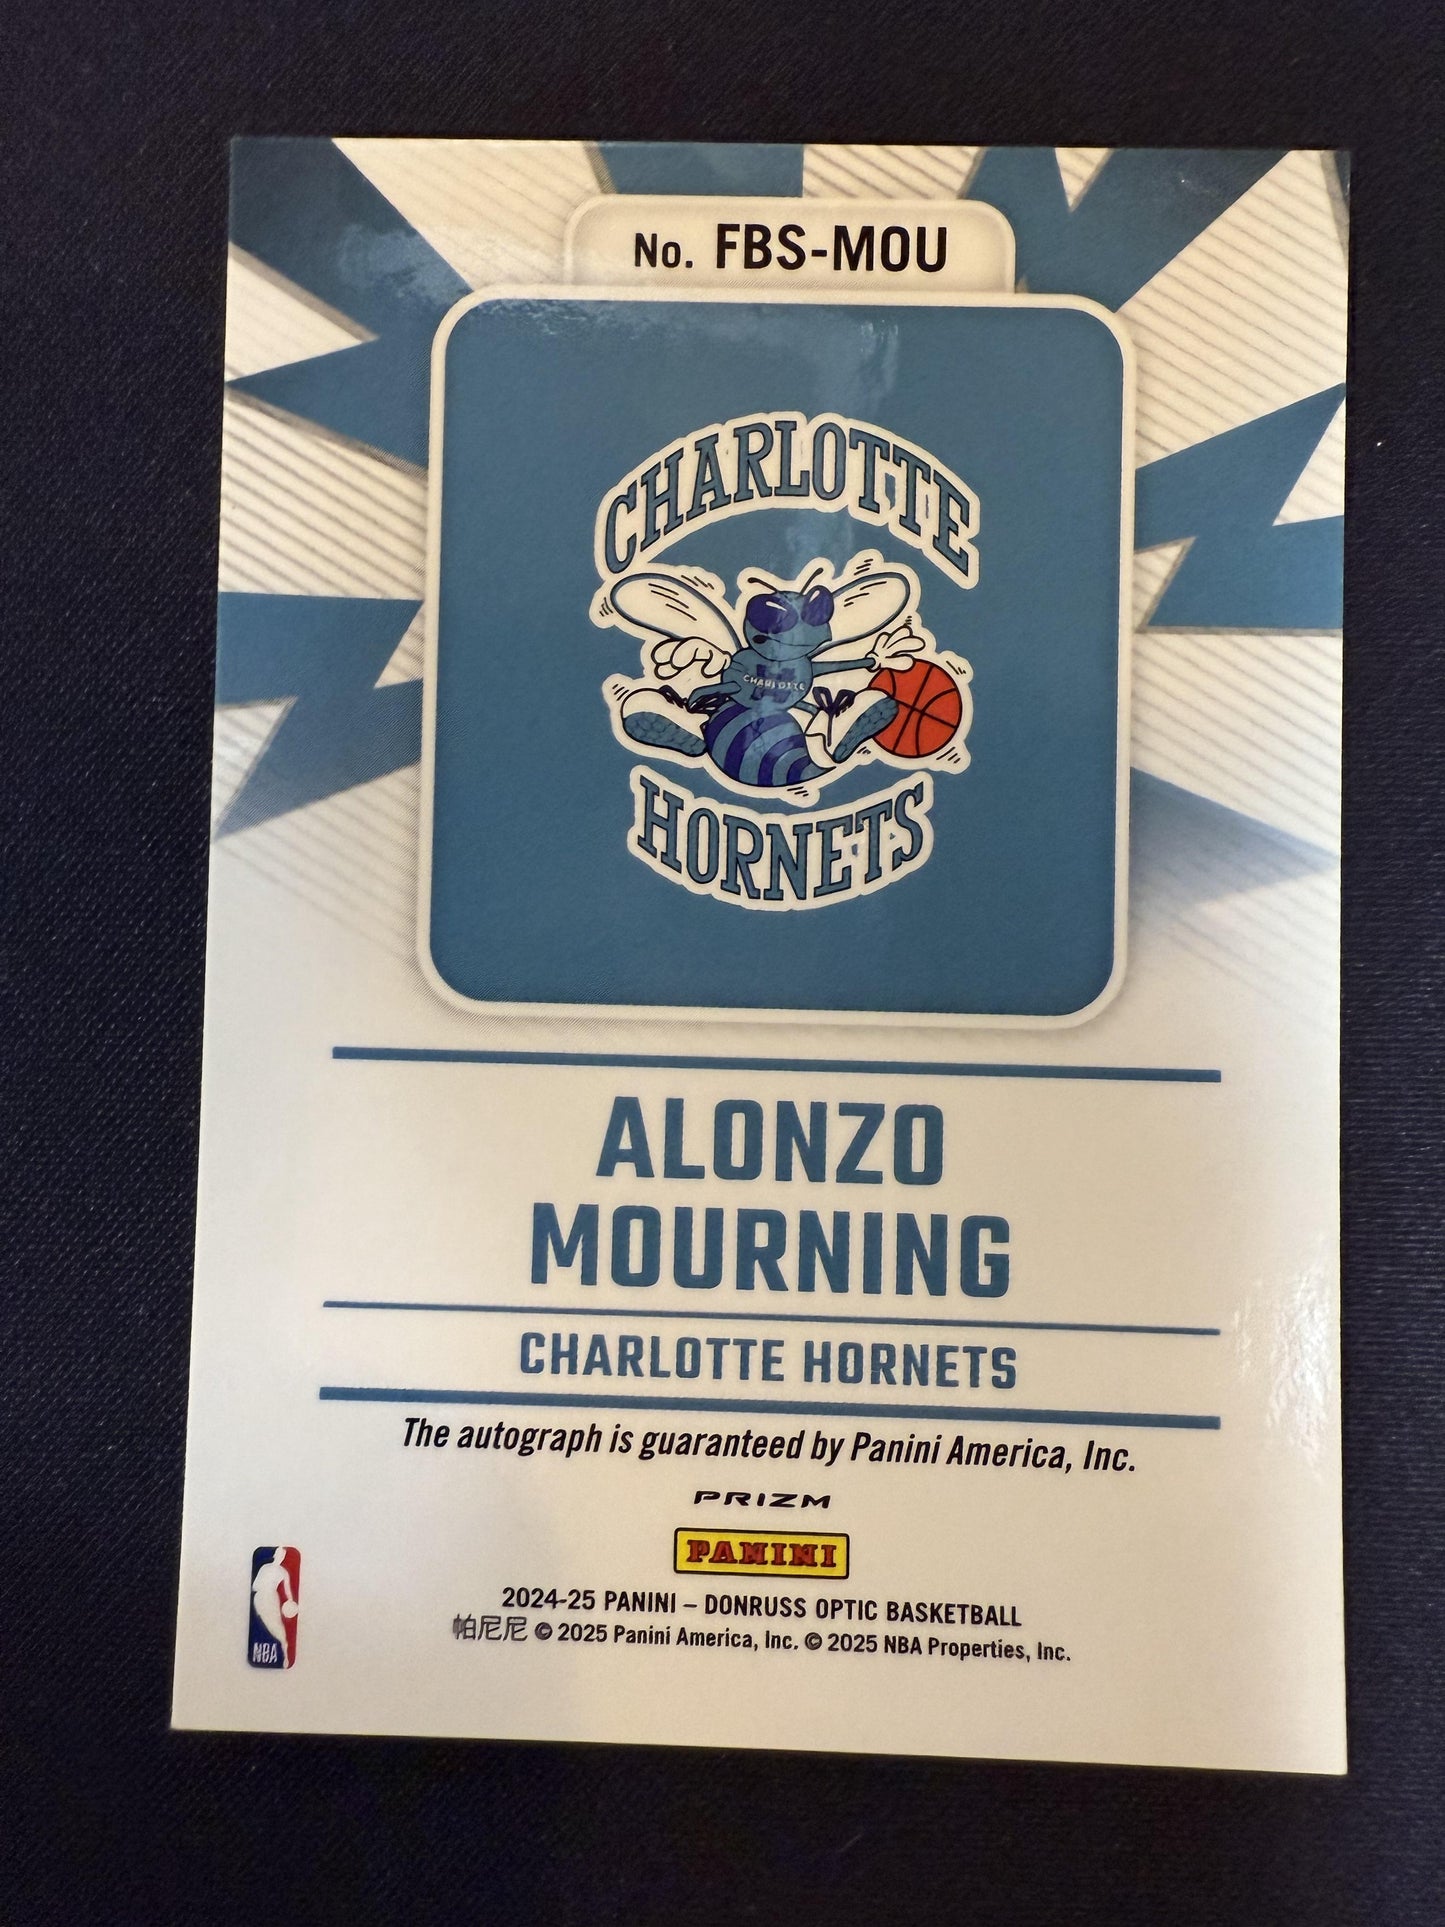 No. FBS-MOU
CHARLOTTE
CHARLOTTE
HORNETS
ALONZO
MOURNING
CHARLOTTE HORNETS
The autograph is guaranteed by Panini America, Inc.
PRIZM
PANINI
2024-25 PANINI – DONRUSS OPTIC BASKETBALL
帕尼尼 © 2025 Panini America, Inc. © 2025 NBA Properties, Inc.
NBA